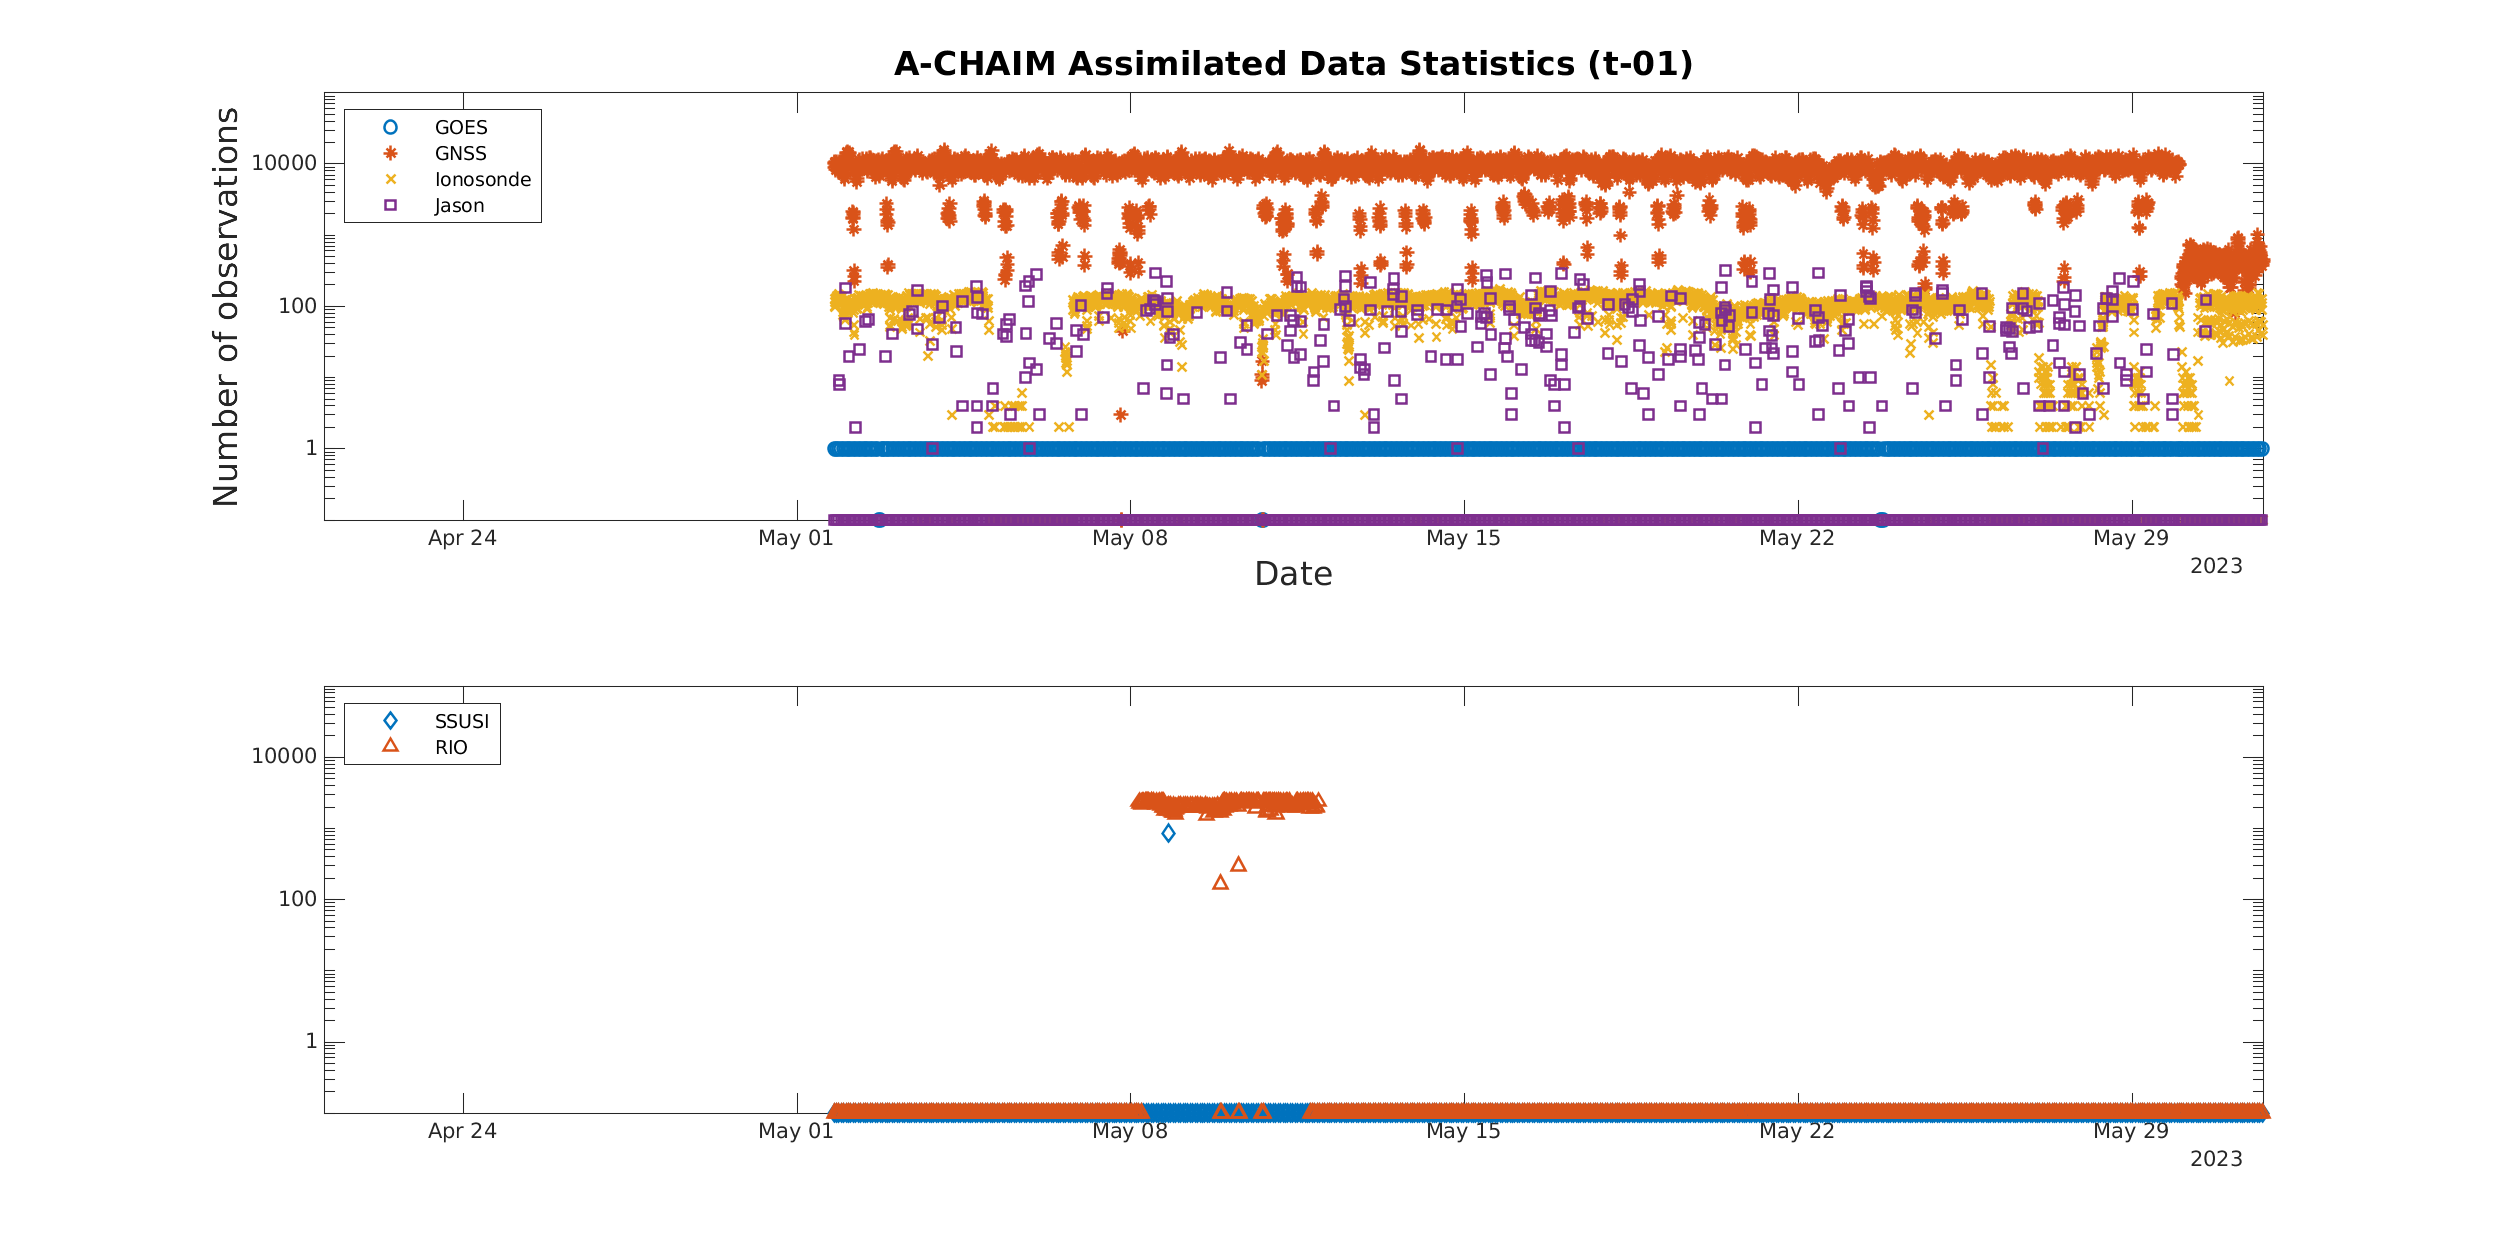 A-CHAIM Assimilated Data Statistics (t-01)
Number of observations
GOES
GNSS
Ionosonde
Jason
10000
100
1
Apr 24
May 01
May 08
May 15
May 22
May 29
2023
Date
SSUSI
RIO
10000
100
1
Apr 24
May 01
May 08
May 15
May 22
May 29
2023